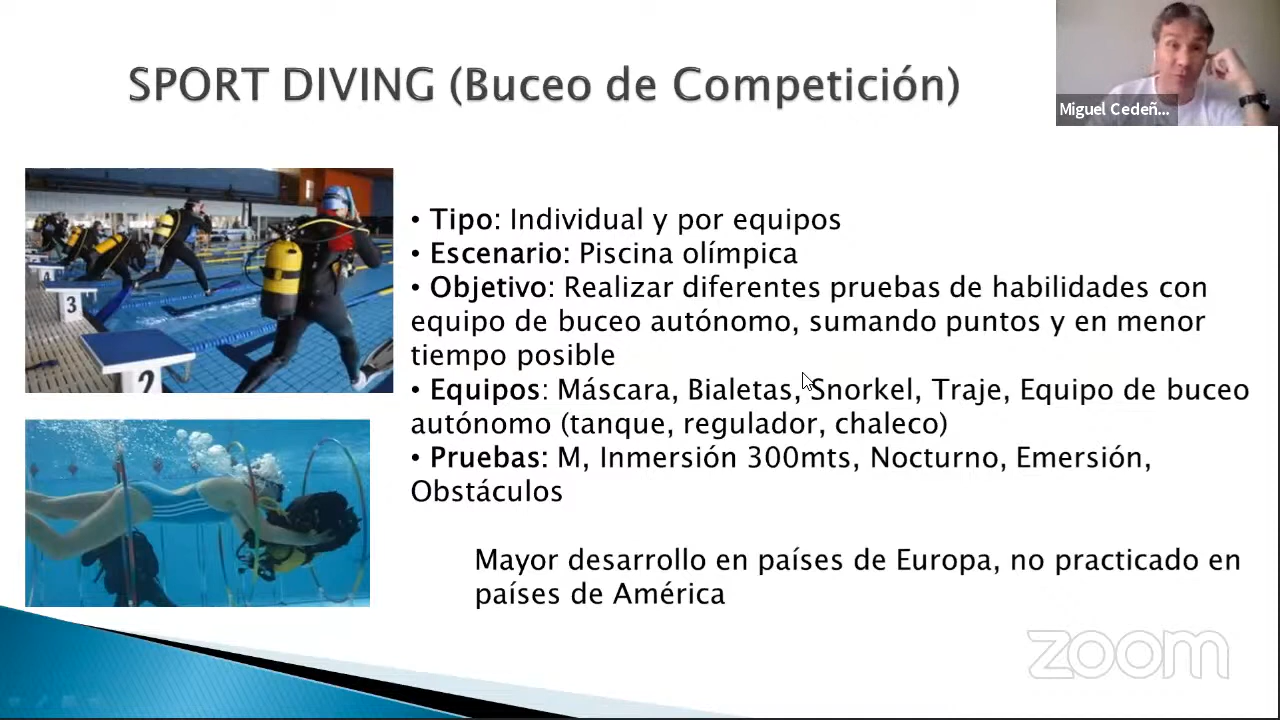 SPORT DIVING (Buceo de Competición)
Miguel Cedeñ...
• Tipo: Individual y por equipos
• Escenario: Piscina olímpica
• Objetivo: Realizar diferentes pruebas de habilidades con
equipo de buceo autónomo, sumando puntos y en menor
tiempo posible
• Equipos: Máscara, Bialetas, Snorkel, Traje, Equipo de buceo
autónomo (tanque, regulador, chaleco)
• Pruebas: M, Inmersión 300mts, Nocturno, Emersión,
Obstáculos
Mayor desarrollo en países de Europa, no practicado en
países de América
4
3
2
zoom